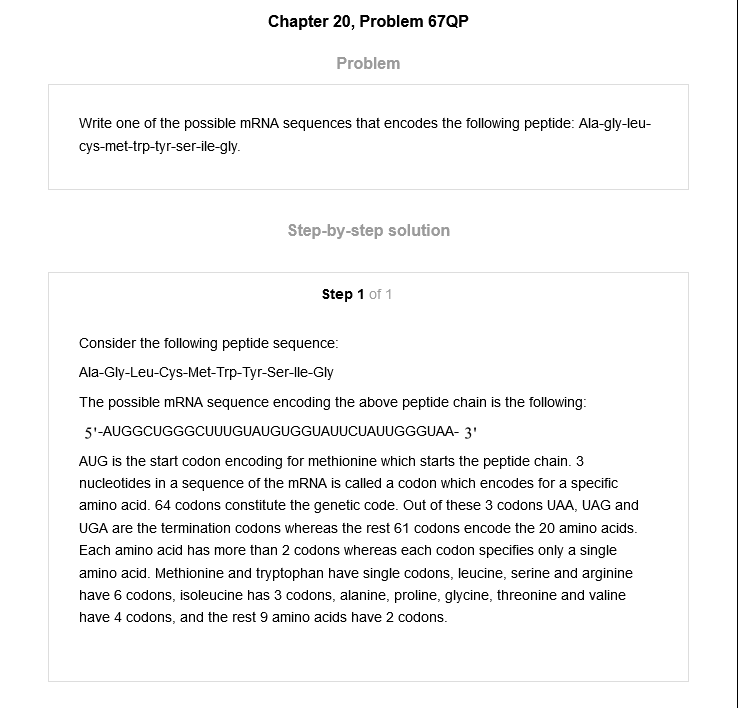 Chapter 20, Problem 67QP
Problem
Write one of the possible mRNA sequences that encodes the following peptide: Ala-gly-leu-
cys-met-trp-tyr-ser-ile-gly.
Step-by-step solution
Step 1 of 1
Consider the following peptide sequence:
Ala-Gly-Leu-Cys-Met-Trp-Tyr-Ser-Ile-Gly
The possible mRNA sequence encoding the above peptide chain is the following:
5'-AUGGCUGGGCUUUGUAUGUGGUAUUCUAUUGGGUAA- 3'
AUG is the start codon encoding for methionine which starts the peptide chain. 3
nucleotides in a sequence of the mRNA is called a codon which encodes for a specific
amino acid. 64 codons constitute the genetic code. Out of these 3 codons UAA, UAG and
UGA are the termination codons whereas the rest 61 codons encode the 20 amino acids.
Each amino acid has more than 2 codons whereas each codon specifies only a single
amino acid. Methionine and tryptophan have single codons, leucine, serine and arginine
have 6 codons, isoleucine has 3 codons, alanine, proline, glycine, threonine and valine
have 4 codons, and the rest 9 amino acids have 2 codons.